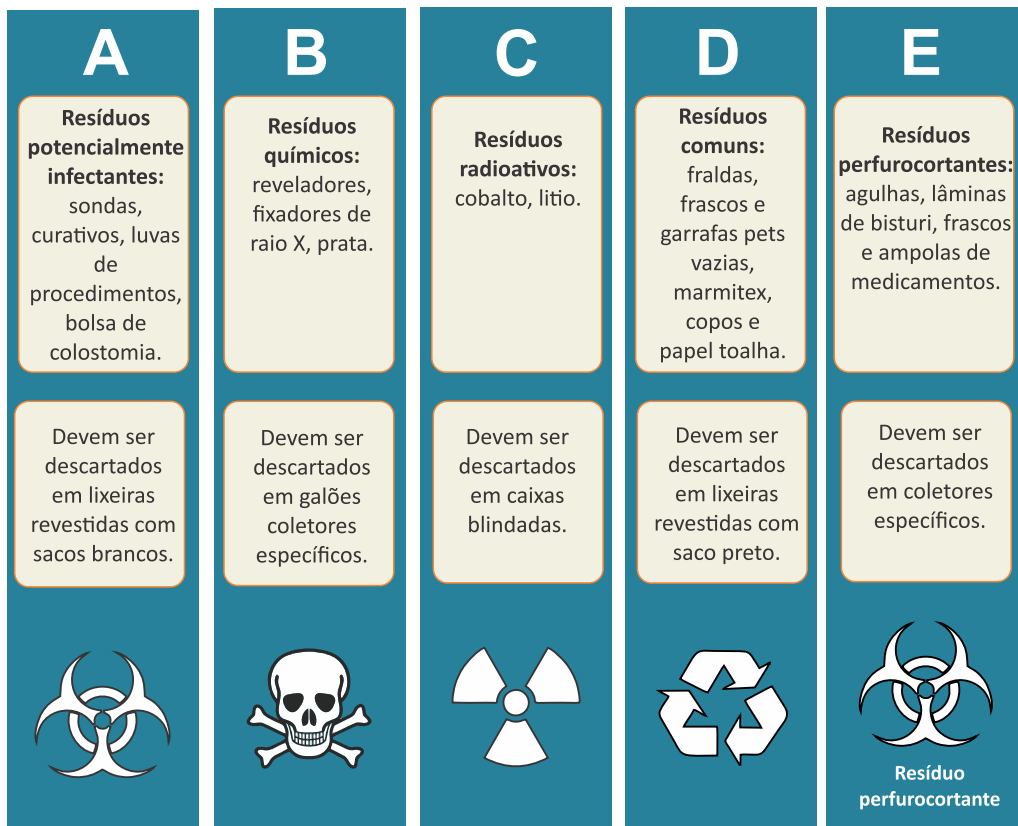 A
Resíduos
potencialmente
infectantes:
sondas,
curativos, luvas
de
procedimentos,
bolsa de
colostomia.
Devem ser
descartados
em lixeiras
revestidas com
sacos brancos.
B
Resíduos
químicos:
reveladores,
fixadores de
raio X, prata.
Devem ser
descartados
em galões
coletores
específicos.
C
Resíduos
radioativos:
cobalto, litio.
Devem ser
descartados
em caixas
blindadas.
D
Resíduos
comuns:
fraldas,
frascos e
garrafas pets
vazias,
marmitex,
copos e
papel toalha.
Devem ser
descartados
em lixeiras
revestidas com
saco preto.
E
Resíduos
perfurocortantes:
agulhas, lâminas
de bisturi, frascos
e ampolas de
medicamentos.
Devem ser
descartados
em coletores
específicos.
Resíduo
perfurocortante